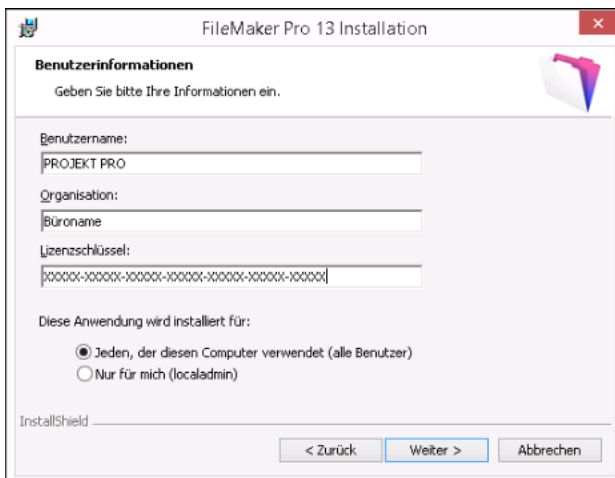 FileMaker Pro 13 Installation
Benutzerinformationen
Geben Sie bitte Ihre Informationen ein.
Benutzername:
PROJEKT PRO
Organisation:
Büroname
Lizenzschlüssel:
XXXXX-XXXXX-XXXXX-XXXXX-XXXXX-XXXXX-XXXXX
Diese Anwendung wird installiert für:
Jeden, der diesen Computer verwendet (alle Benutzer)
Nur für mich (localadmin)
InstallShield
< Zurück Weiter > Abbrechen